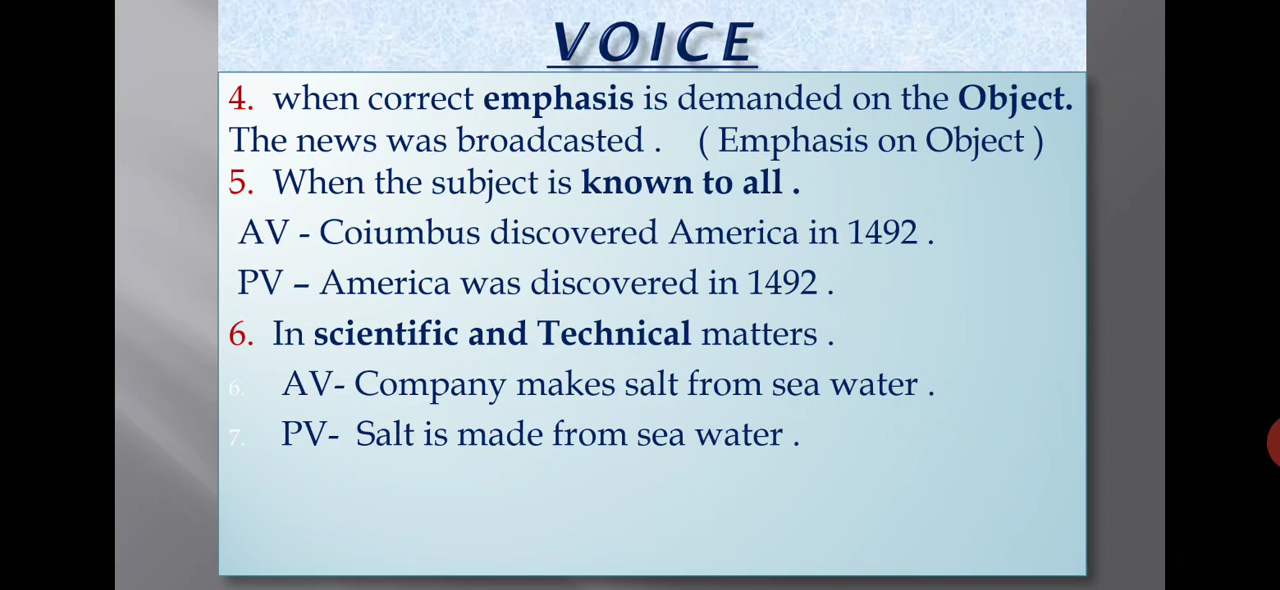 VOICE
4. when correct emphasis is demanded on the Object.
The news was broadcasted . ( Emphasis on Object )
5. When the subject is known to all .
AV - Coiumbus discovered America in 1492 .
PV – America was discovered in 1492 .
6. In scientific and Technical matters .
6. AV- Company makes salt from sea water .
7. PV- Salt is made from sea water .